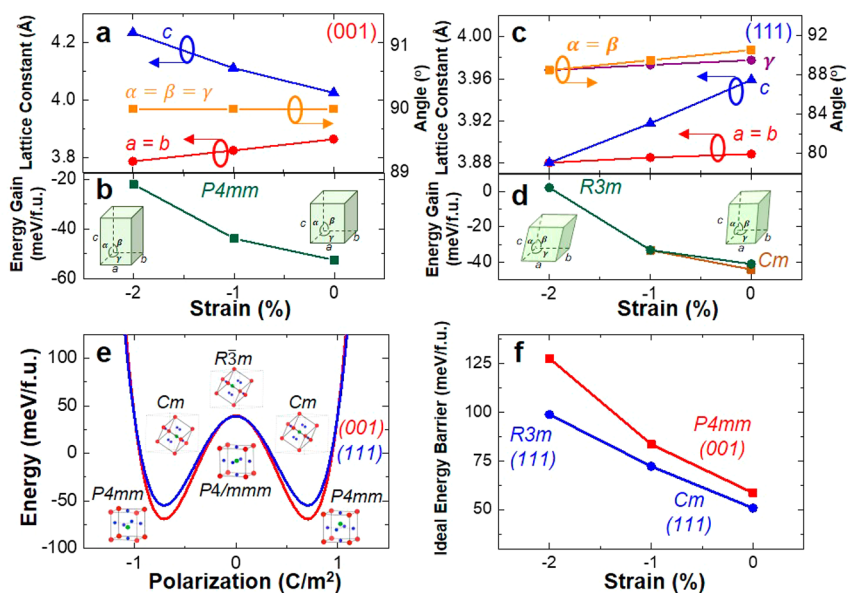 a
c
(001)
α = β = γ
a = b
4.2
4.0
3.8
Lattice Constant (Å)
91
90
89
Angle (º)
b
P4mm
-20
-40
-60
Energy Gain
(meV/f.u.)
c
α
β
γ
a
b
c
α
β
γ
a
b
-2
-1
0
Strain (%)
c
(111)
α = β
γ
c
a = b
4.00
3.96
3.92
3.88
Lattice Constant (Å)
92
88
84
80
Angle (º)
d
R3m
Cm
0
-20
-40
Energy Gain
(meV/f.u.)
c
α
β
γ
a
b
c
α
β
γ
a
b
-2
-1
0
Strain (%)
e
R3̅m
Cm
Cm
(001)
(111)
P4/mmm
P4mm
P4mm
100
50
0
-50
-100
Energy (meV/f.u.)
-1
0
1
Polarization (C/m²)
f
P4mm
(001)
R3m
(111)
Cm
(111)
125
100
75
50
Ideal Energy Barrier (meV/f.u.)
-2
-1
0
Strain (%)